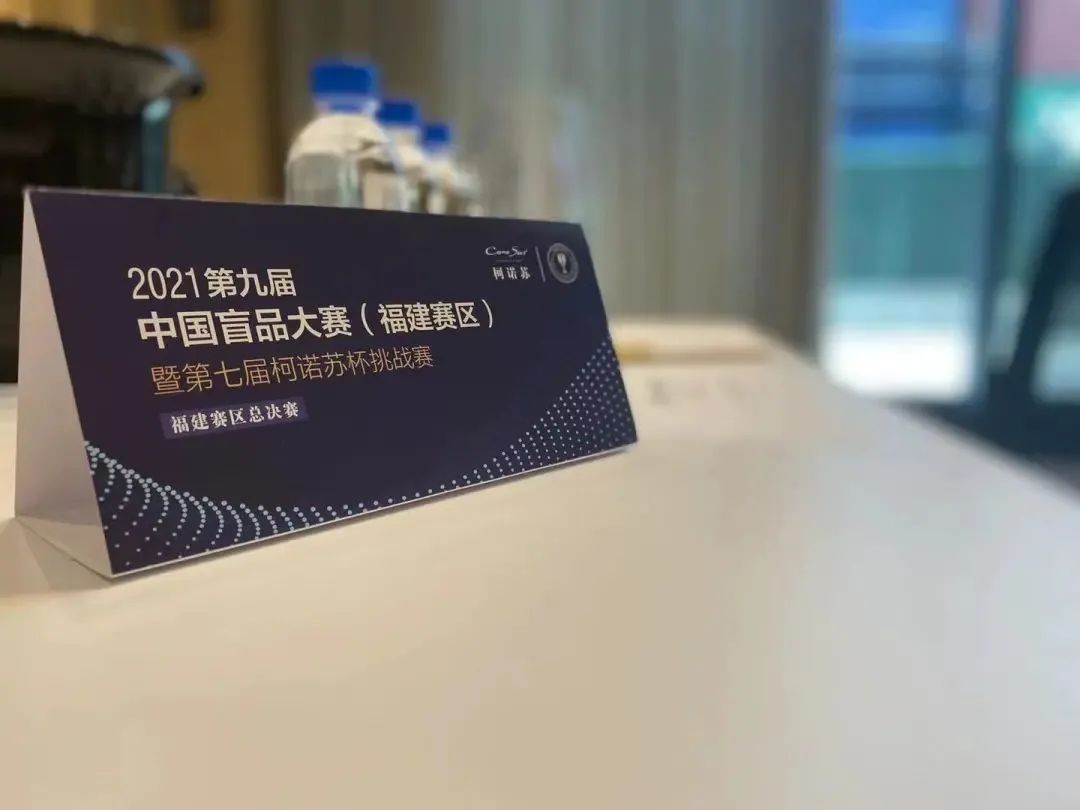 Cono Sur
柯诺苏
2021第九届
中国盲品大赛（福建赛区）
暨第七届柯诺苏杯挑战赛
福建赛区总决赛